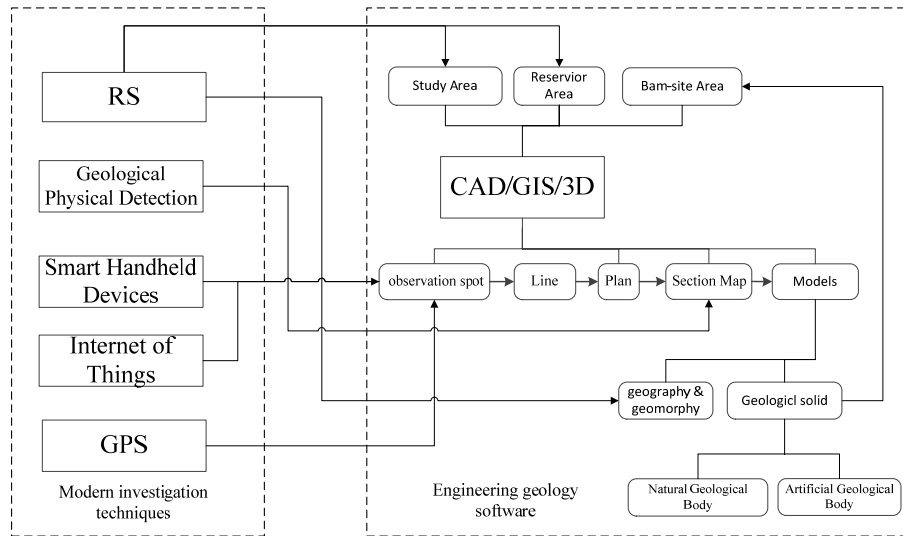 RS
Geological
Physical Detection
Smart Handheld
Devices
Internet of
Things
GPS
Modern investigation
techniques
Study Area
Reservior
Area
Bam-site Area
CAD/GIS/3D
observation spot
Line
Plan
Section Map
Models
geography &
geomorphy
Geologicl solid
Natural Geological
Body
Artificial Geological
Body
Engineering geology
software